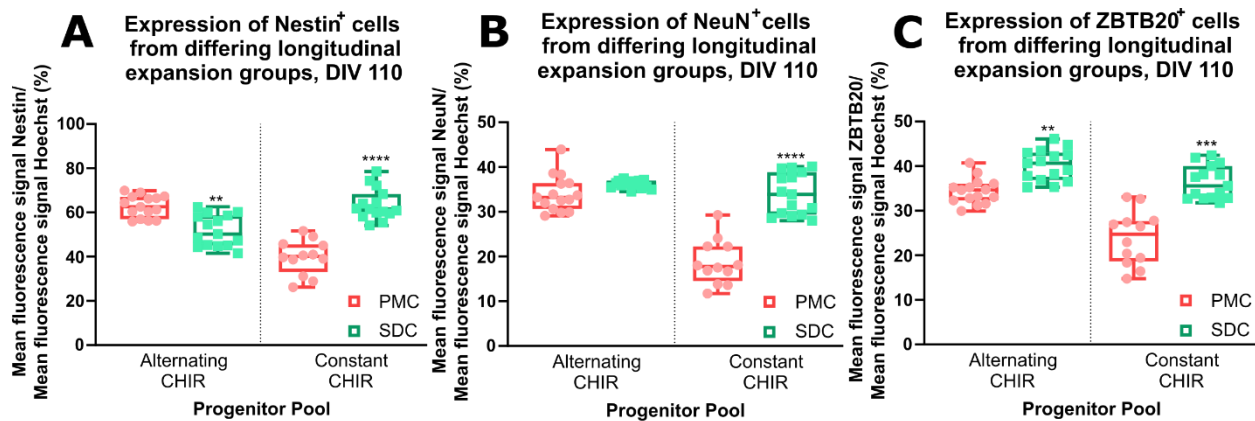 A
Expression of Nestin+ cells
from differing longitudinal
expansion groups, DIV 110
Mean fluorescence signal Nestin/
Mean fluorescence signal Hoechst (%)
100
80
60
40
20
0
**
****
PMC
SDC
Alternating
CHIR
Constant
CHIR
Progenitor Pool
B
Expression of NeuN+cells
from differing longitudinal
expansion groups, DIV 110
Mean fluorescence signal NeuN/
Mean fluorescence signal Hoechst (%)
50
40
30
20
10
0
****
PMC
SDC
Alternating
CHIR
Constant
CHIR
Progenitor Pool
C
Expression of ZBTB20+ cells
from differing longitudinal
expansion groups, DIV 110
Mean fluorescence signal ZBTB20/
Mean fluorescence signal Hoechst (%)
50
40
30
20
10
0
**
***
PMC
SDC
Alternating
CHIR
Constant
CHIR
Progenitor Pool